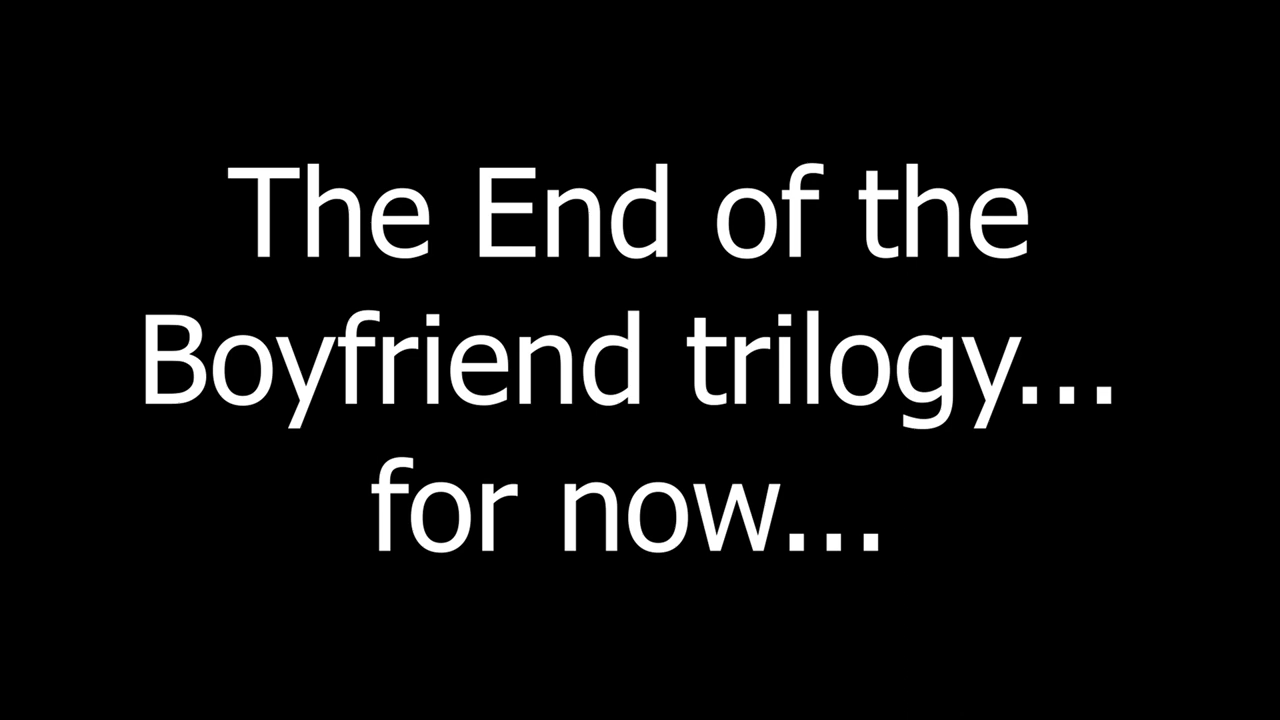 The End of the
Boyfriend trilogy...
for now...